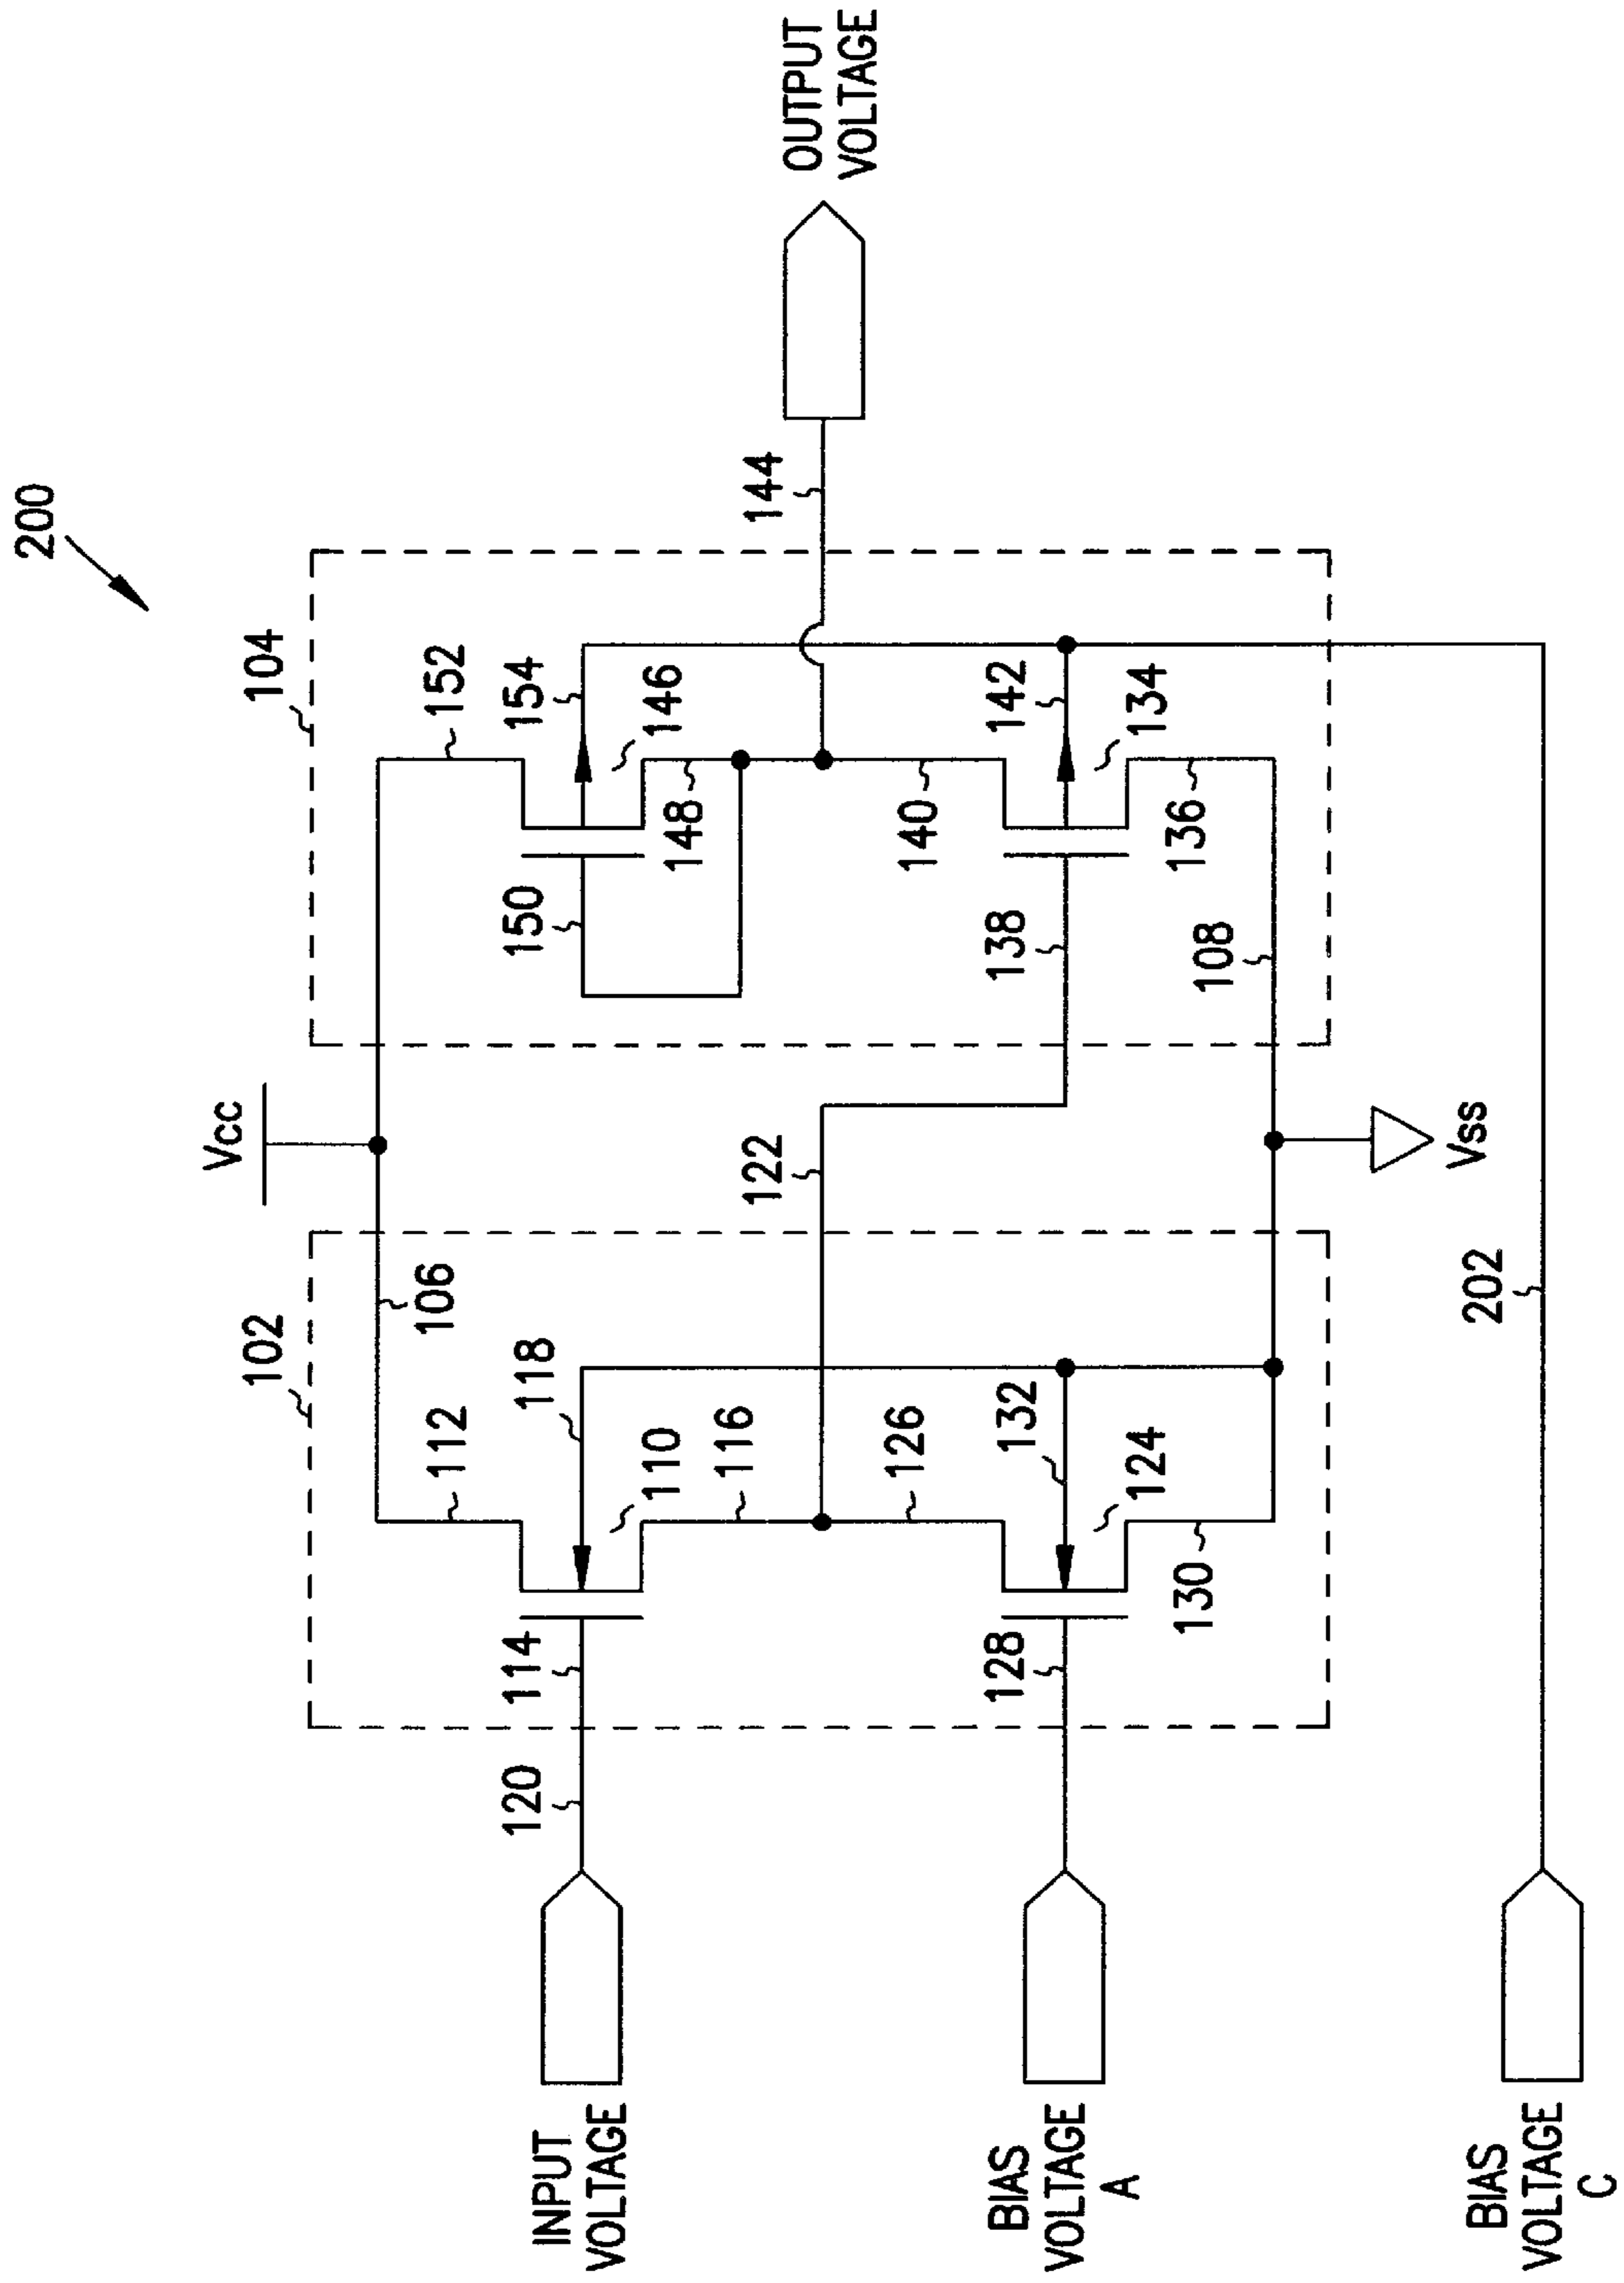 200
104
152
154
146
148
150
140
142
134
136
138
108
144
OUTPUT
VOLTAGE
Vcc
122
Vss
102
106
112
118
110
116
114
120
126
132
124
130
128
202
INPUT
VOLTAGE
BIAS
VOLTAGE
A
BIAS
VOLTAGE
C